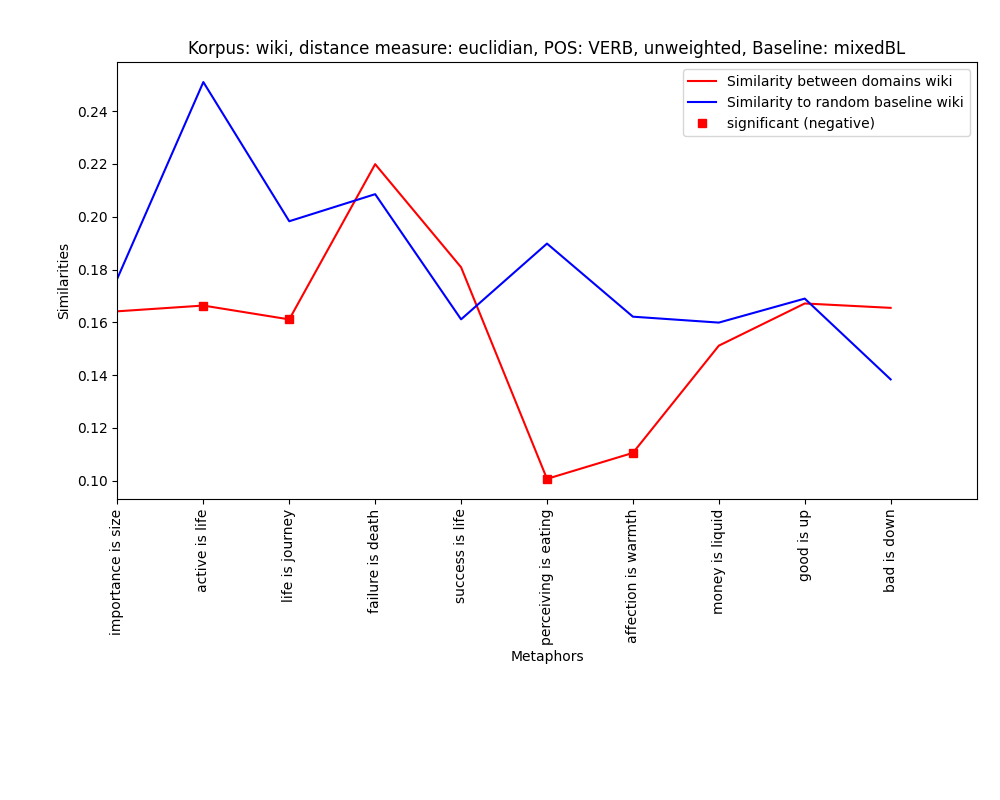 Korpus: wiki, distance measure: euclidian, POS: VERB, unweighted, Baseline: mixedBL
Similarity between domains wiki
Similarity to random baseline wiki
significant (negative)
Similarities
0.24
0.22
0.20
0.18
0.16
0.14
0.12
0.10
importance is size
active is life
life is journey
failure is death
success is life
perceiving is eating
affection is warmth
money is liquid
good is up
bad is down
Metaphors